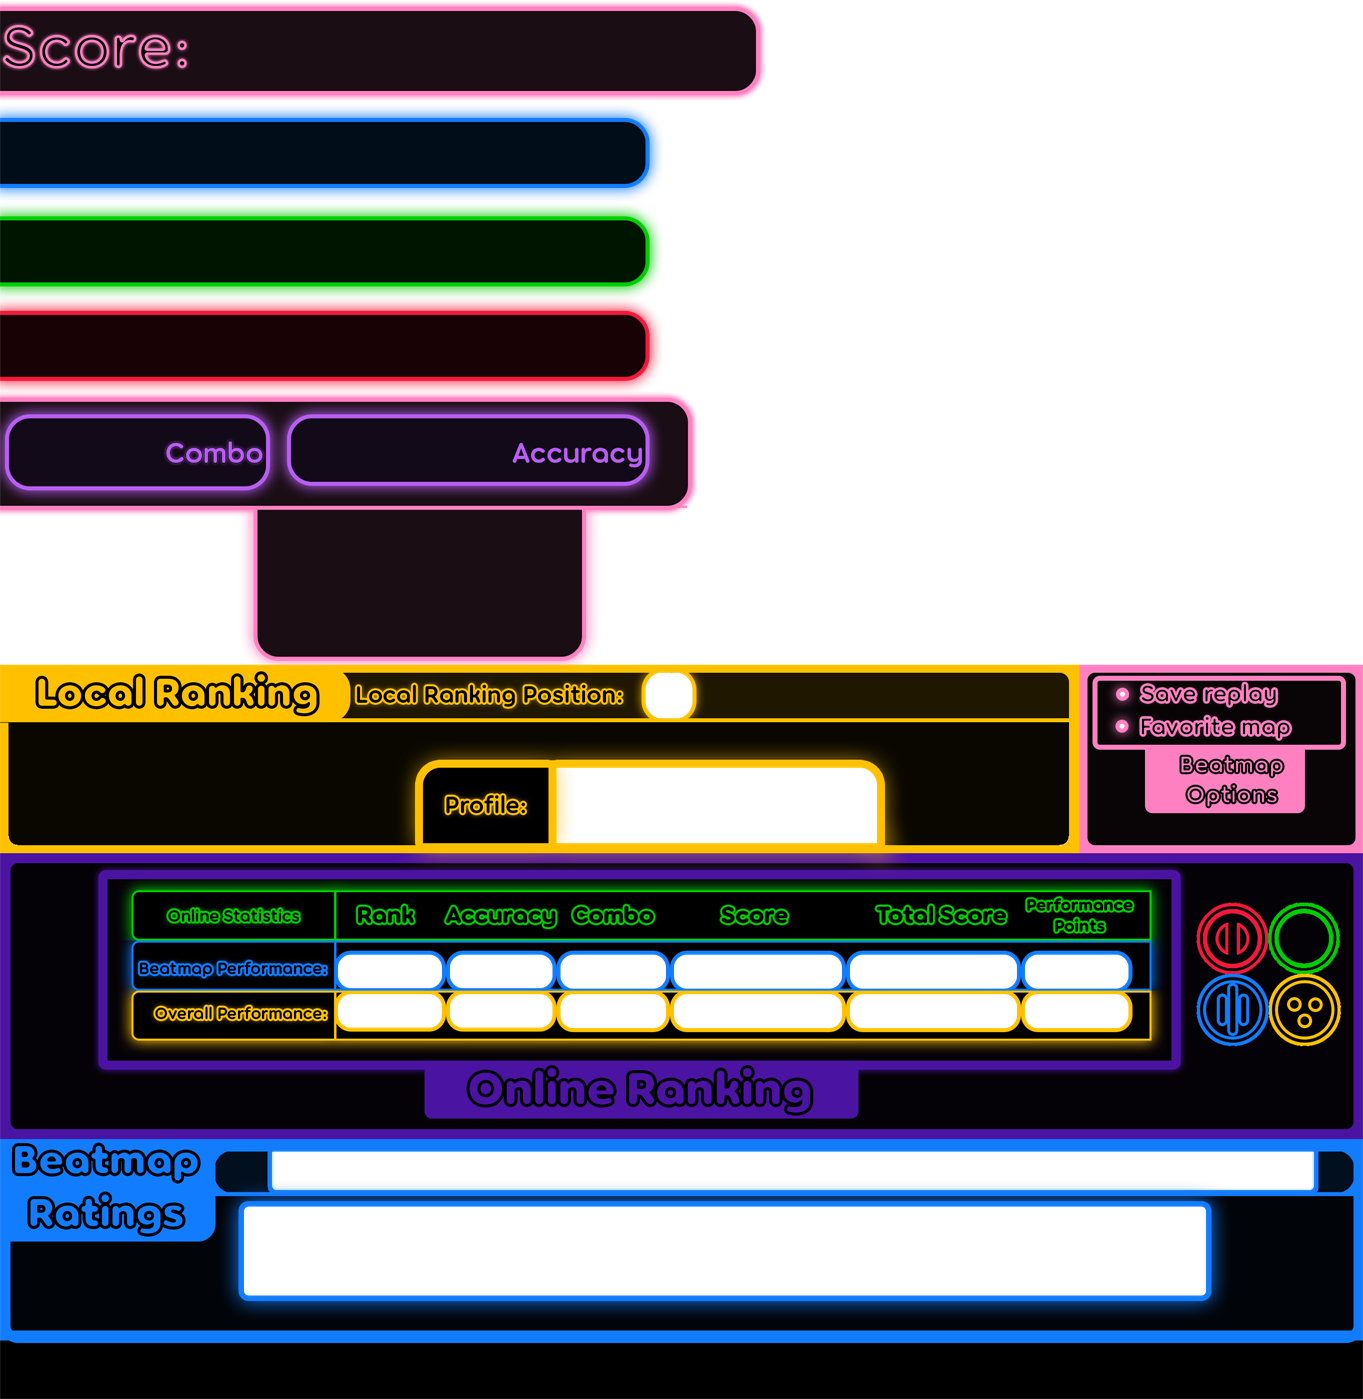 Score:
Combo
Accuracy
Local Ranking
Local Ranking Position:
Save replay
Favorite map
Beatmap
Options
Profile:
Online Statistics Rank Accuracy Combo Score Total Score Performance
Points
Beatmap Performance:
Overall Performance:
Online Ranking
Beatmap
Ratings